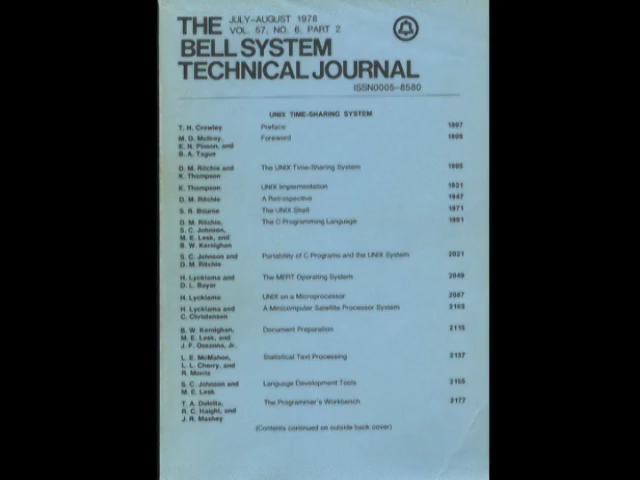 THE JULY-AUGUST 1978
VOL. 57, NO. 6, PART 2
BELL SYSTEM
TECHNICAL JOURNAL
ISSN0005-8580
UNIX TIME-SHARING SYSTEM
T. H. Crowley Preface 1897
M. D. McIlroy, Foreword 1899
E. N. Pinson, and
B. A. Tague
D. M. Ritchie and The UNIX Time-Sharing System 1905
K. Thompson
K. Thompson UNIX Implementation 1931
D. M. Ritchie A Retrospective 1947
S. R. Bourne The UNIX Shell 1971
D. M. Ritchie, The C Programming Language 1991
S. C. Johnson,
M. E. Lesk, and
B. W. Kernighan
S. C. Johnson and Portability of C Programs and the UNIX System 2021
D. M. Ritchie
H. Lycklama and The MERT Operating System 2049
D. L. Bayer
H. Lycklama UNIX on a Microprocessor 2087
H. Lycklama and A Minicomputer Satellite Processor System 2103
C. Christensen
B. W. Kernighan, Document Preparation 2115
M. E. Lesk, and
J. F. Ossanna, Jr.
L. E. McMahon, Statistical Text Processing 2137
L. L. Cherry, and
R. Morris
S. C. Johnson and Language Development Tools 2155
M. E. Lesk
T. A. Dolotta, The Programmer's Workbench 2177
R. C. Haight, and
J. R. Mashey
(Contents continued on outside back cover)